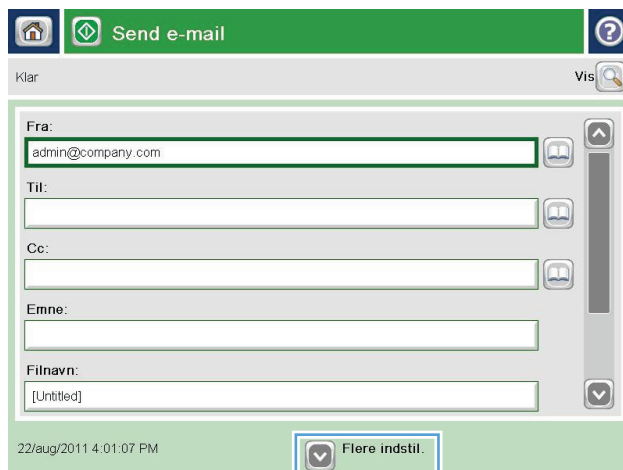 Send e-mail
Klar
Vis
Fra:
admin@company.com
Til:
Cc:
Emne:
Filnavn:
[Untitled]
22/aug/2011 4:01:07 PM
Flere indstil.